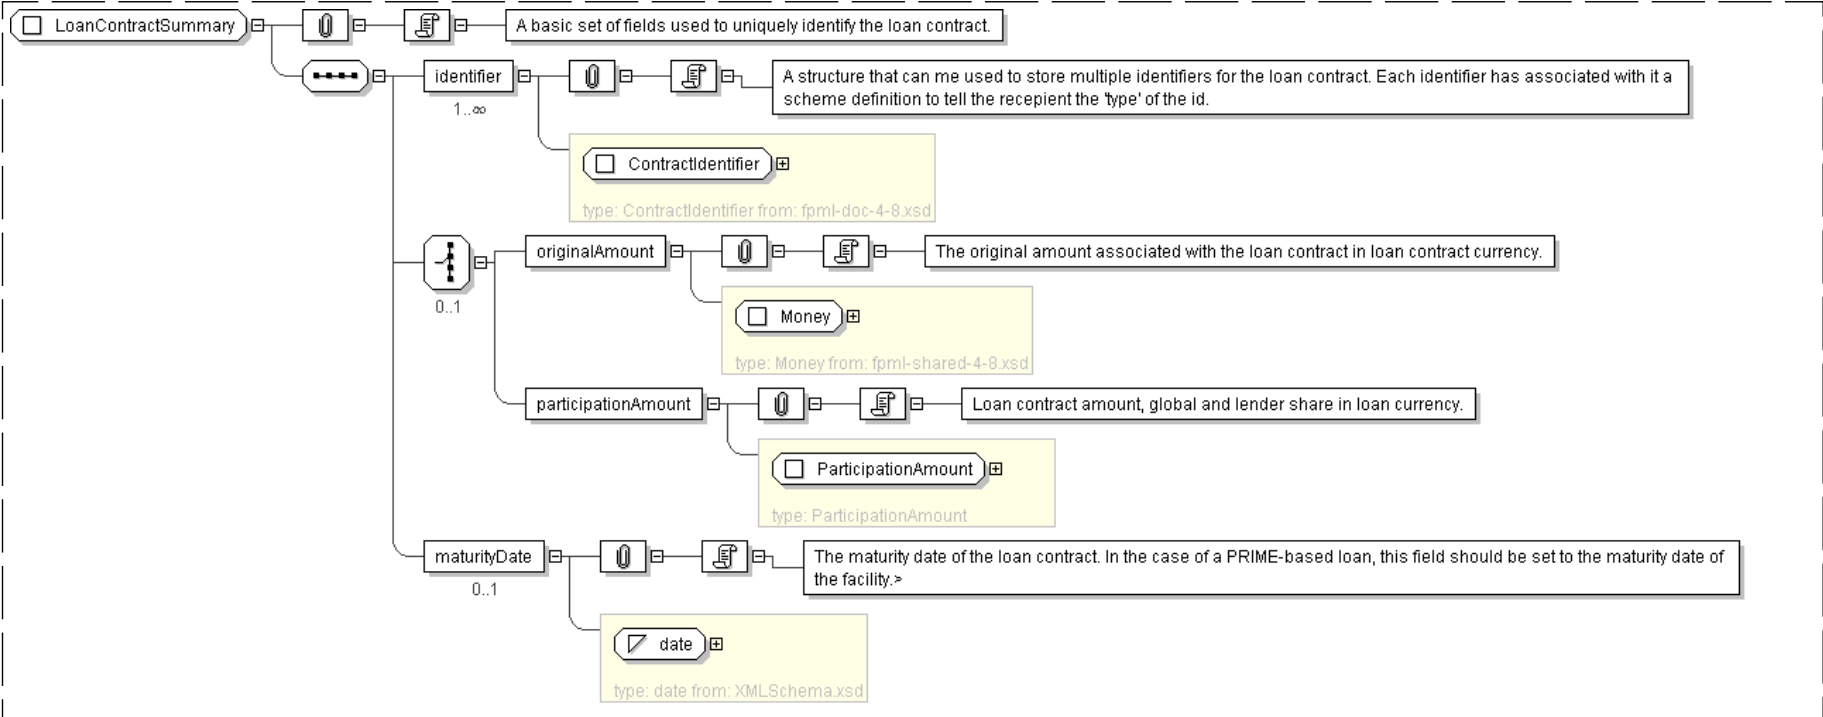 LoanContractSummary
A basic set of fields used to uniquely identify the loan contract.
identifier
1..∞
A structure that can me used to store multiple identifiers for the loan contract. Each identifier has associated with it a
scheme definition to tell the recepient the 'type' of the id.
ContractIdentifier
type: ContractIdentifier from: fpml-doc-4-8.xsd
0..1
originalAmount
The original amount associated with the loan contract in loan contract currency.
Money
type: Money from: fpml-shared-4-8.xsd
participationAmount
Loan contract amount, global and lender share in loan currency.
ParticipationAmount
type: ParticipationAmount
maturityDate
0..1
The maturity date of the loan contract. In the case of a PRIME-based loan, this field should be set to the maturity date of
the facility.>
date
type: date from: XMLSchema.xsd